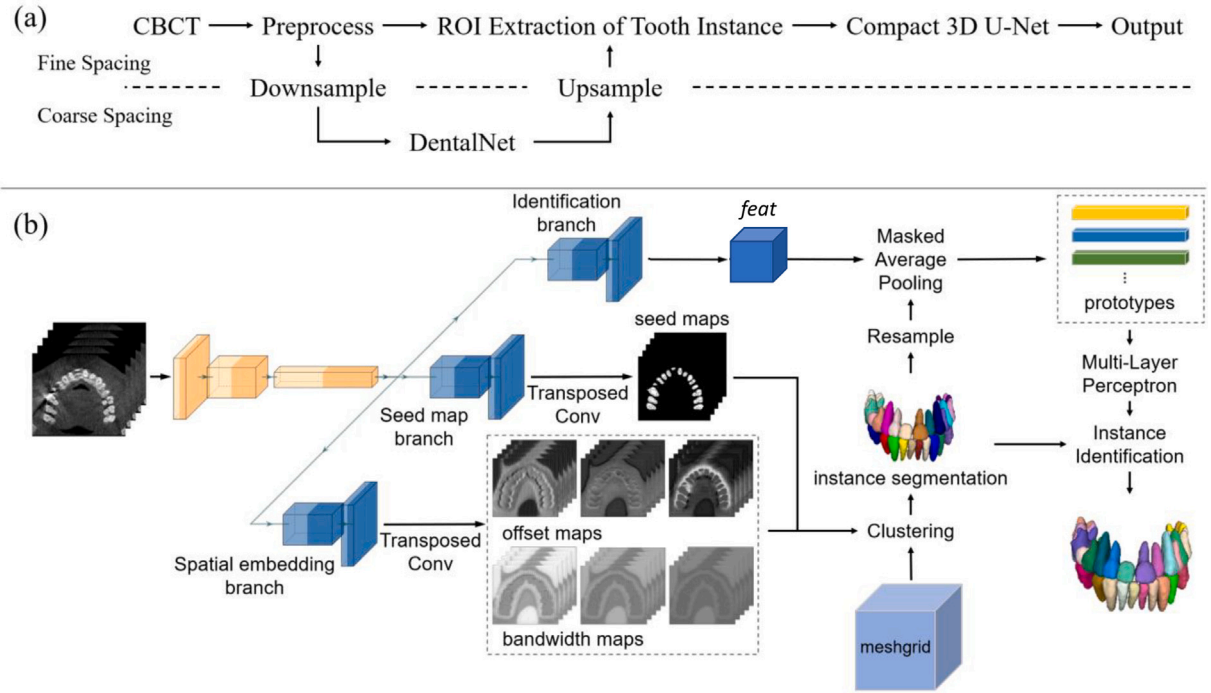 (a)
CBCT Preprocess ROI Extraction of Tooth Instance Compact 3D U-Net Output
Fine Spacing
Downsample Upsample
Coarse Spacing
DentalNet
(b)
Identification
branch
feat
Masked
Average
Pooling
prototypes
seed maps
Resample
Transposed
Conv
Seed map
branch
Multi-Layer
Perceptron
Instance
Identification
instance segmentation
offset maps
Transposed
Conv
Clustering
Spatial embedding
branch
bandwidth maps
meshgrid